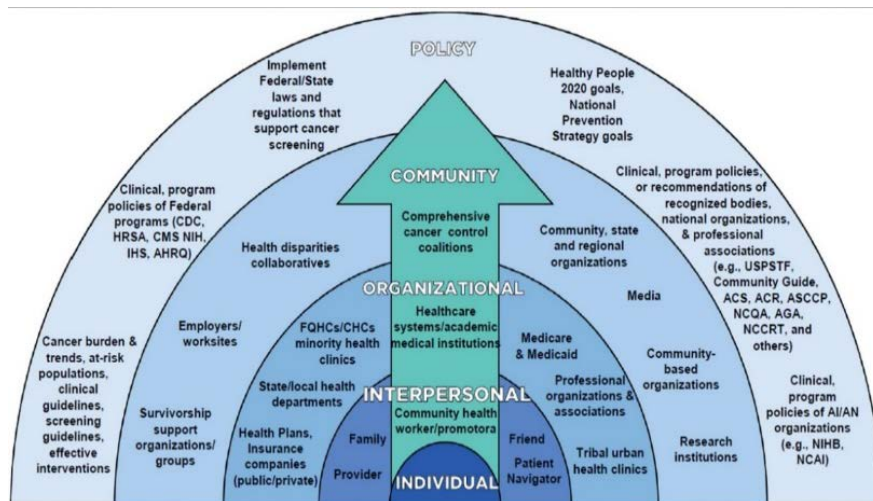 POLICY
Implement
Federal/State
laws and
regulations that
support cancer
screening
Healthy People
2020 goals,
National
Prevention
Strategy goals
Clinical, program
policies of Federal
programs (CDC,
HRSA, CMS NIH,
IHS, AHRQ)
Clinical, program policies,
or recommendations of
recognized bodies,
national organizations,
& professional
associations
(e.g., USPSTF,
Community Guide,
ACS, ACR, ASCCP,
NCQA, AGA,
NCCRT, and
others)
Cancer burden &
trends, at-risk
populations,
clinical
guidelines,
screening
guidelines,
effective
interventions
Clinical,
program
policies of AI/AN
organizations
(e.g., NIHB,
NCAI)
COMMUNITY
Comprehensive
cancer control
coalitions
Health disparities
collaboratives
Community, state
and regional
organizations
Employers/
worksites
Media
Survivorship
support
organizations/
groups
Community-
based
organizations
Research
institutions
ORGANIZATIONAL
Healthcare
systems/academic
medical institutions
FQHCs/CHCs
minority health
clinics
Medicare
& Medicaid
State/local health
departments
Professional
organizations &
associations
Health Plans,
Insurance
companies
(public/private)
Tribal urban
health clinics
INTERPERSONAL
Community health
worker/promotora
Family
Friend
Provider
Patient
Navigator
INDIVIDUAL